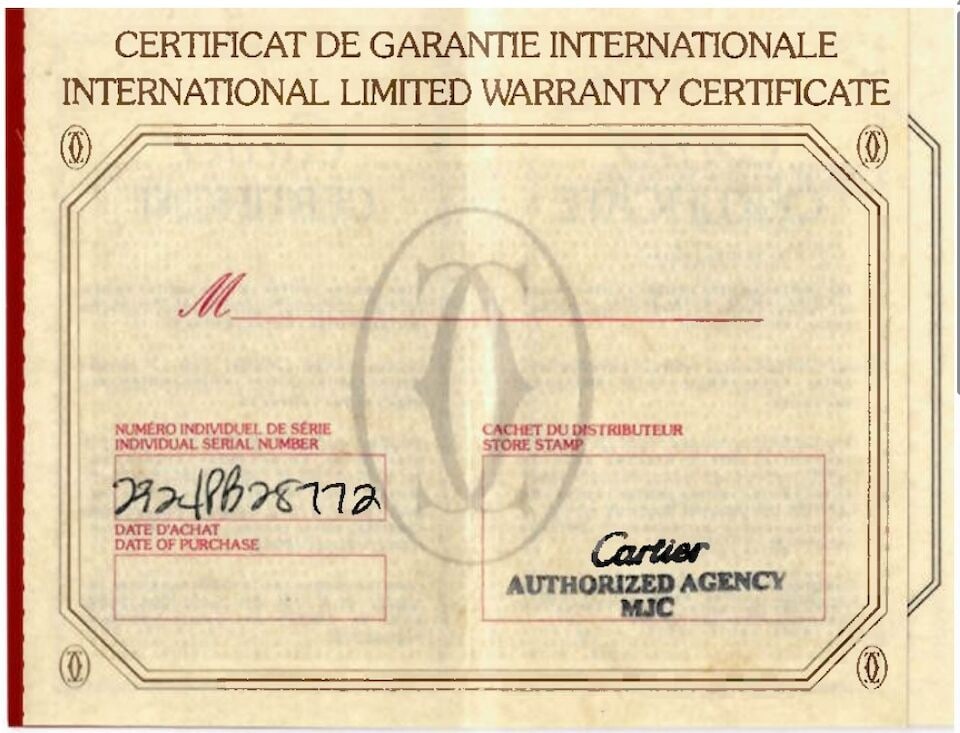 CERTIFICAT DE GARANTIE INTERNATIONALE
INTERNATIONAL LIMITED WARRANTY CERTIFICATE
M
NUMÉRO INDIVIDUEL DE SÉRIE
INDIVIDUAL SERIAL NUMBER
2924PB28772
DATE D'ACHAT
DATE OF PURCHASE
CACHET DU DISTRIBUTEUR
STORE STAMP
Cartier
AUTHORIZED AGENCY
MJC